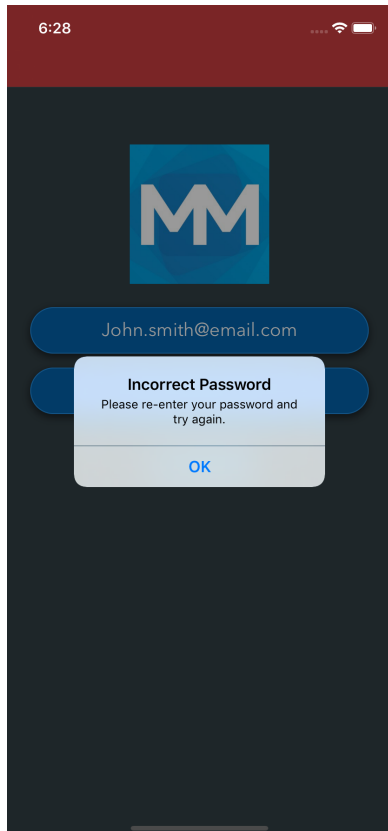 6:28
MM
John.smith@email.com
Incorrect Password
Please re-enter your password and
try again.
OK